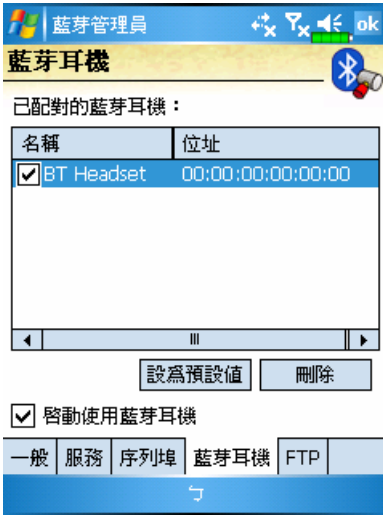 藍芽管理員 ok
藍芽耳機
已配對的藍芽耳機：
名稱 位址
BT Headset 00:00:00:00:00:00
設為預設值 刪除
啓動使用藍芽耳機
一般 服務 序列埠 藍芽耳機 FTP